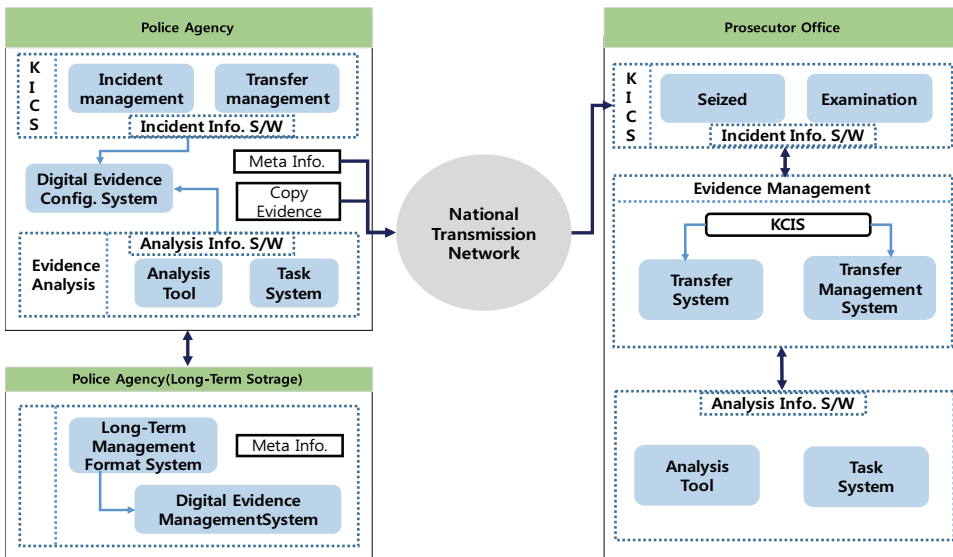 Police Agency
K
I
C
S
Incident
management
Transfer
management
Incident Info. S/W
Digital Evidence
Config. System
Meta Info.
Copy
Evidence
Analysis Info. S/W
Evidence
Analysis
Analysis
Tool
Task
System
Police Agency(Long-Term Sotrage)
Long-Term
Management
Format System
Meta Info.
Digital Evidence
ManagementSystem
National
Transmission
Network
Prosecutor Office
K
I
C
S
Seized
Examination
Incident Info. S/W
Evidence Management
KCIS
Transfer
System
Transfer
Management
System
Analysis Info. S/W
Analysis
Tool
Task
System